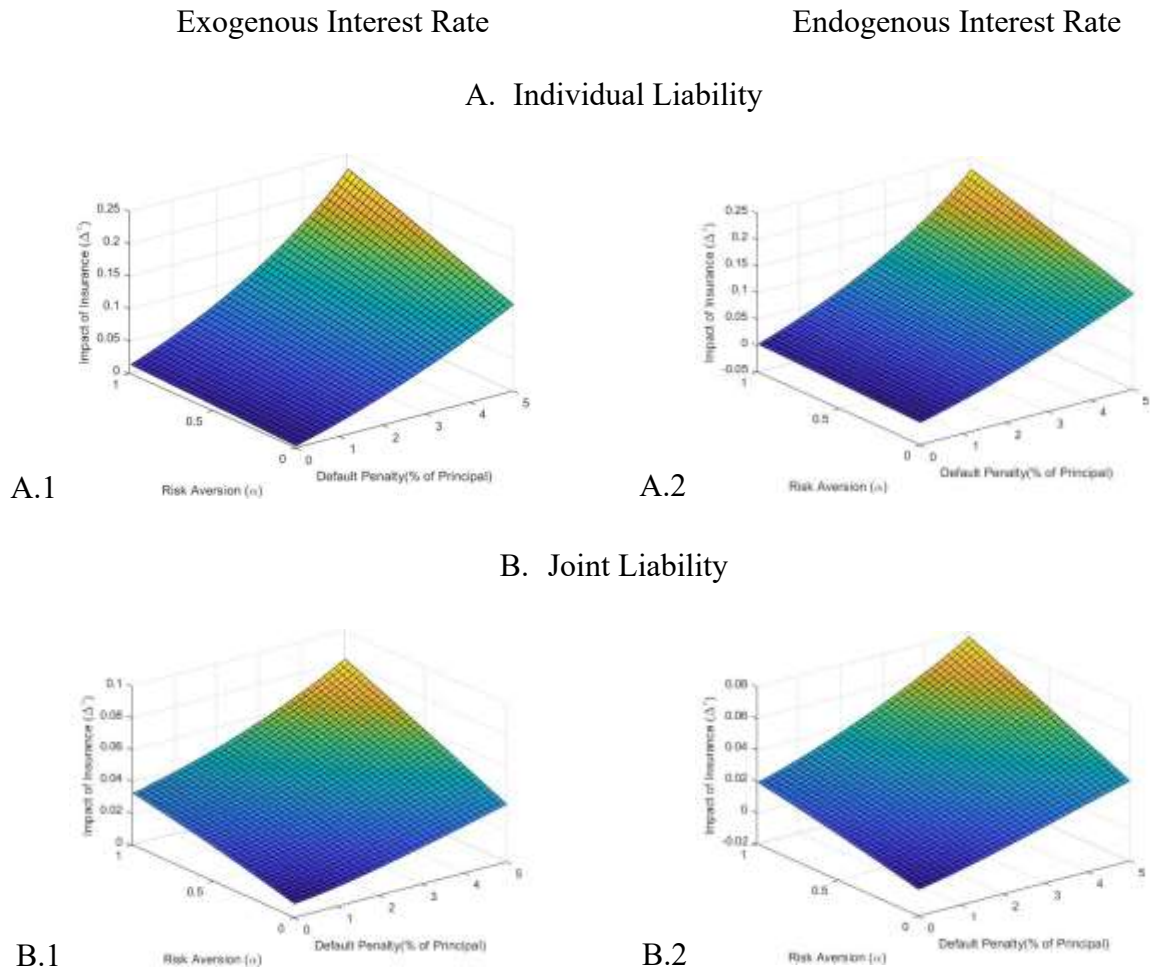 Exogenous Interest Rate Endogenous Interest Rate
A. Individual Liability
0.25
0.2
0.15
0.1
0.05
0
Impact of Insurance (Δ*)
1
0.5
0
Risk Aversion (α)
0 1 2 3 4 5
Default Penalty(% of Principal)
A.1
0.25
0.2
0.15
0.1
0.05
0
-0.05
Impact of Insurance (Δ*)
1
0.5
0
Risk Aversion (α)
0 1 2 3 4 5
Default Penalty(% of Principal)
A.2
B. Joint Liability
0.1
0.08
0.06
0.04
0.02
0
Impact of Insurance (Δ*)
1
0.5
0
Risk Aversion (α)
0 1 2 3 4 5
Default Penalty(% of Principal)
B.1
0.08
0.06
0.04
0.02
0
-0.02
Impact of Insurance (Δ*)
1
0.5
0
Risk Aversion (α)
0 1 2 3 4 5
Default Penalty(% of Principal)
B.2